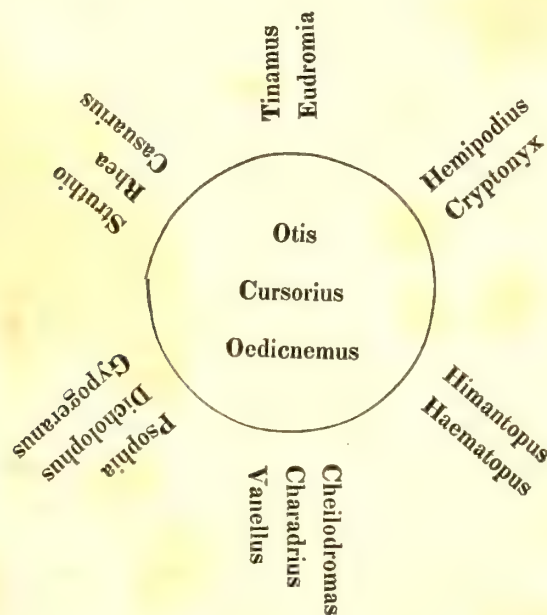 Tinamus
Eudromia
Hemipodius
Cryptonyx
Himantopus
Haematopus
Cheilodromas
Charadrius
Vanellus
Psophia
Dicholophus
Gypogeranus
Struthio
Rhea
Casuarius
Otis
Cursorius
Oedicnemus